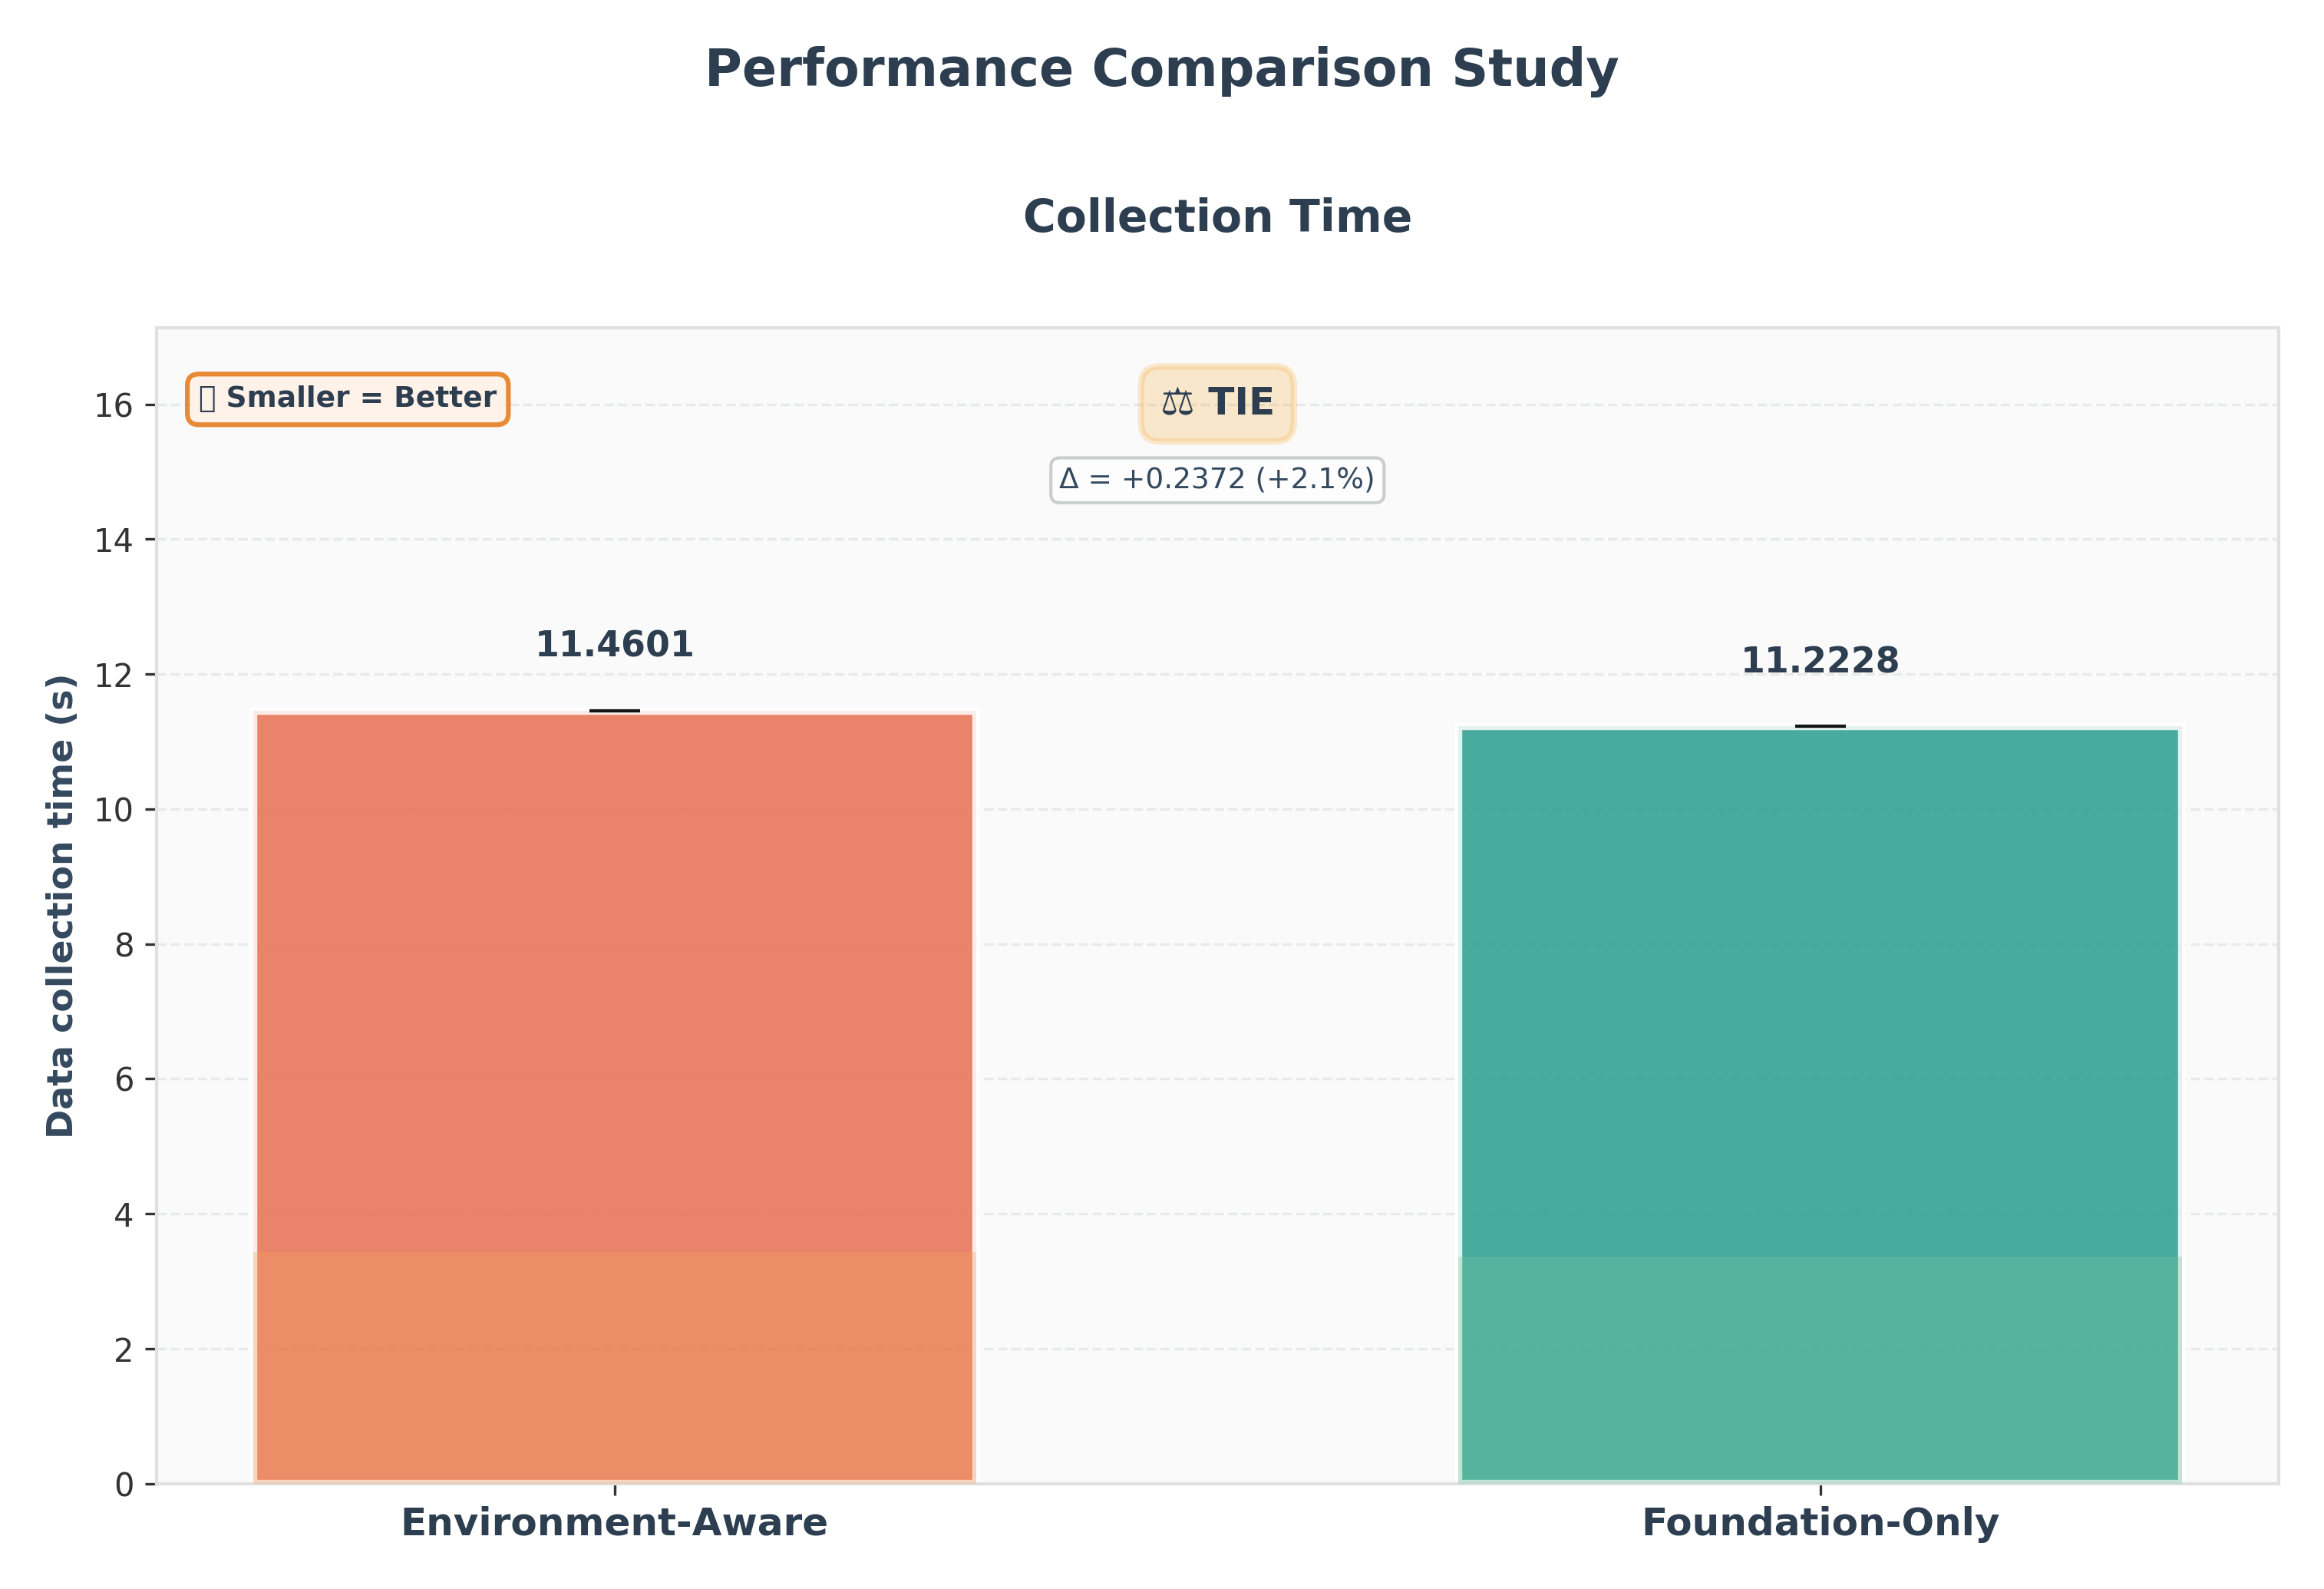 Performance Comparison Study
Collection Time
Smaller = Better
⚖ TIE
Δ = +0.2372 (+2.1%)
16
14
12
10
8
6
4
2
0
Data collection time (s)
11.4601
11.2228
Environment-Aware
Foundation-Only